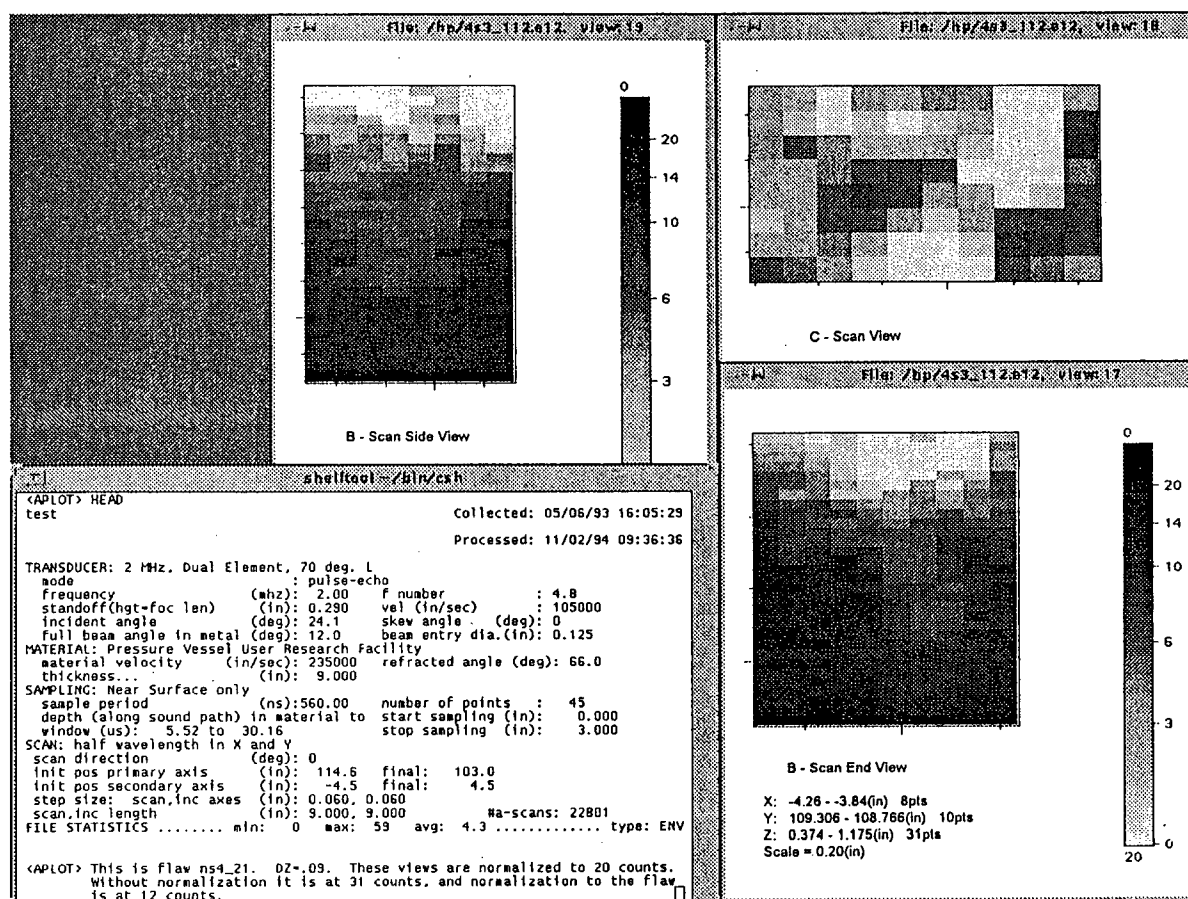 File: /hp/4s3_112.e12, view: 19
0
20
14
10
6
3
B - Scan Side View
File: /hp/4s3_112.e12, view: 18
C - Scan View
File: /hp/4s3_112.e12, view: 17
0
20
14
10
6
3
0
20
B - Scan End View
X: -4.26 - -3.84(in) 8pts
Y: 109.306 - 108.766(in) 10pts
Z: 0.374 - 1.175(in) 31pts
Scale = 0.20(in)
shelltool - /bin/csh
<APLOT> HEAD
test Collected: 05/06/93 16:05:29
Processed: 11/02/94 09:36:36
TRANSDUCER: 2 MHz, Dual Element, 70 deg. L
mode : pulse-echo
frequency (mhz): 2.00 f number : 4.8
standoff(hgt-foc len) (in): 0.290 vel (in/sec) : 105000
incident angle (deg): 24.1 skew angle (deg): 0
full beam angle in metal (deg): 12.0 beam entry dia.(in): 0.125
MATERIAL: Pressure Vessel User Research Facility
material velocity (in/sec): 235000 refracted angle (deg): 66.0
thickness... (in): 9.000
SAMPLING: Near Surface only
sample period (ns):560.00 number of points : 45
depth (along sound path) in material to start sampling (in): 0.000
window (us): 5.52 to 30.16 stop sampling (in): 3.000
SCAN: half wavelength in X and Y
scan direction (deg): 0
init pos primary axis (in): 114.6 final: 103.0
init pos secondary axis (in): -4.5 final: 4.5
step size: scan,inc axes (in): 0.060, 0.060
scan,inc length (in): 9.000, 9.000 #a-scans: 22801
FILE STATISTICS ........ min: 0 max: 59 avg: 4.3 ............. type: ENV
<APLOT> This is flaw ns4_21. DZ=.09. These views are normalized to 20 counts.
Without normalization it is at 31 counts, and normalization to the flaw
is at 12 counts.